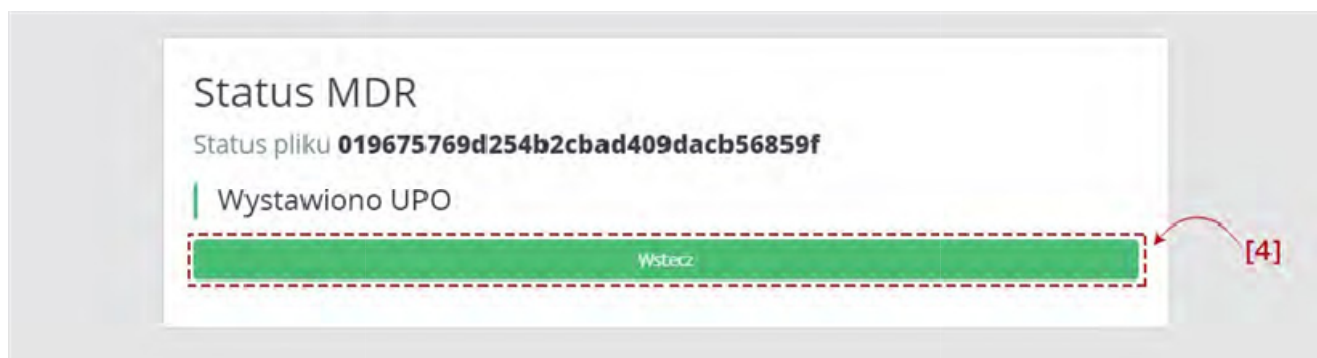 Status MDR
Status pliku 019675769d254b2cbad409dacb56859f
Wystawiono UPO
Wstecz
[4]